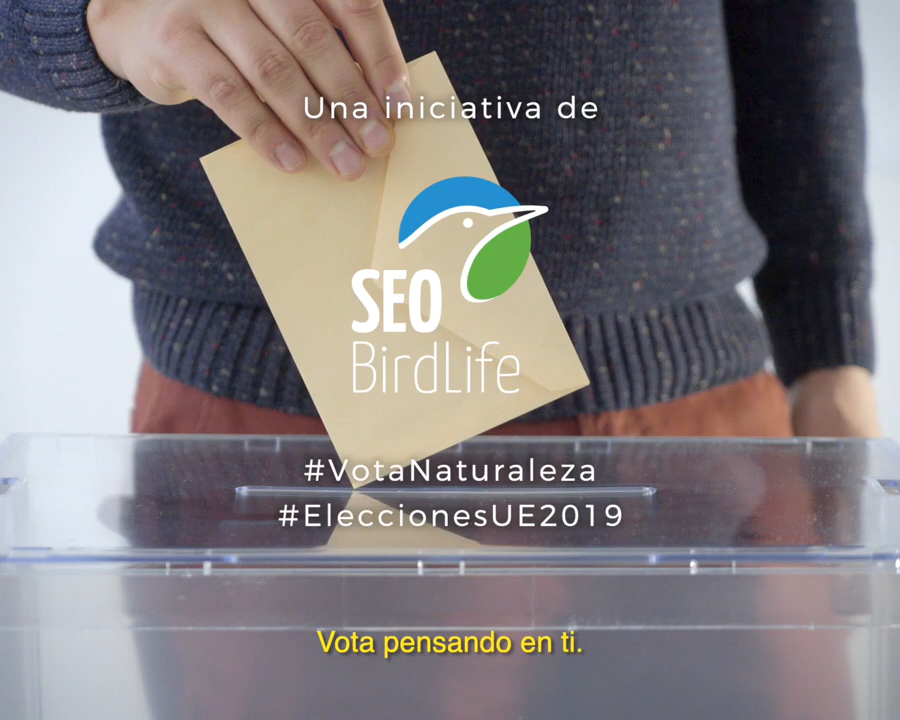 Una iniciativa de
SEO
BirdLife
#VotaNaturaleza
#EleccionesUE2019
Vota pensando en ti.